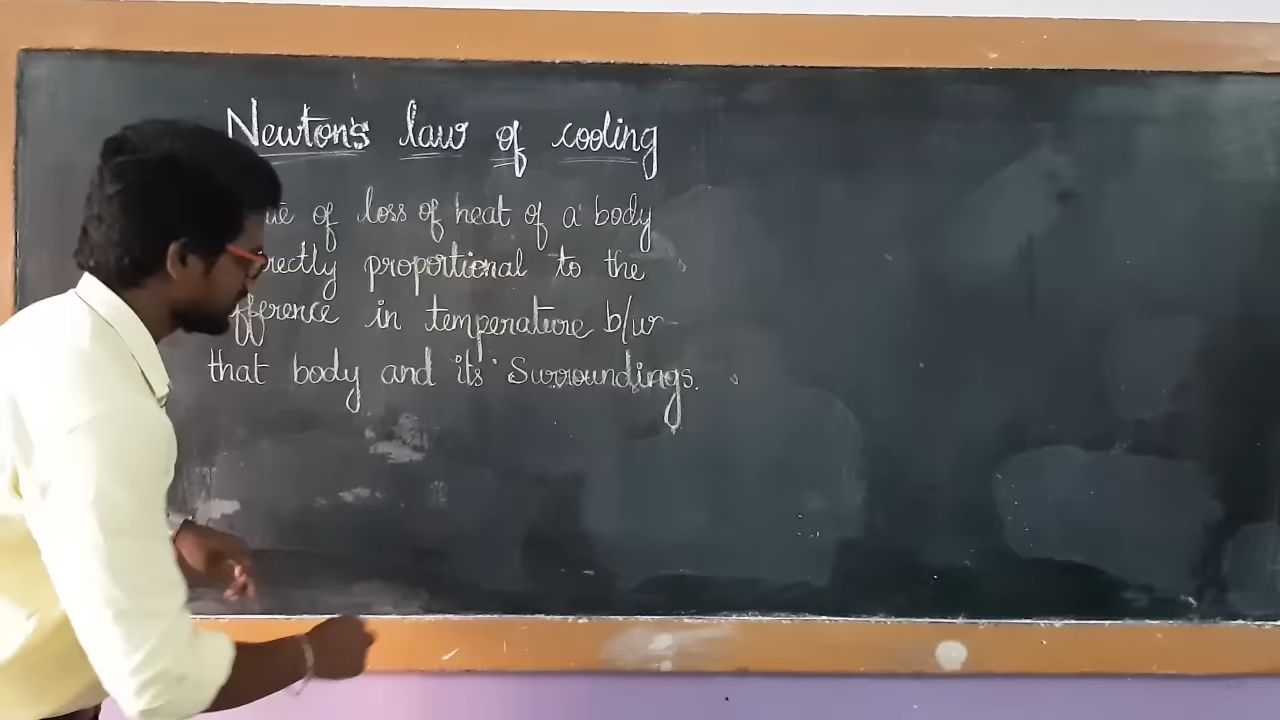 Newton's law of cooling
of loss of heat of a body
proportional to the
in temperature b/w
that body and its surroundings.